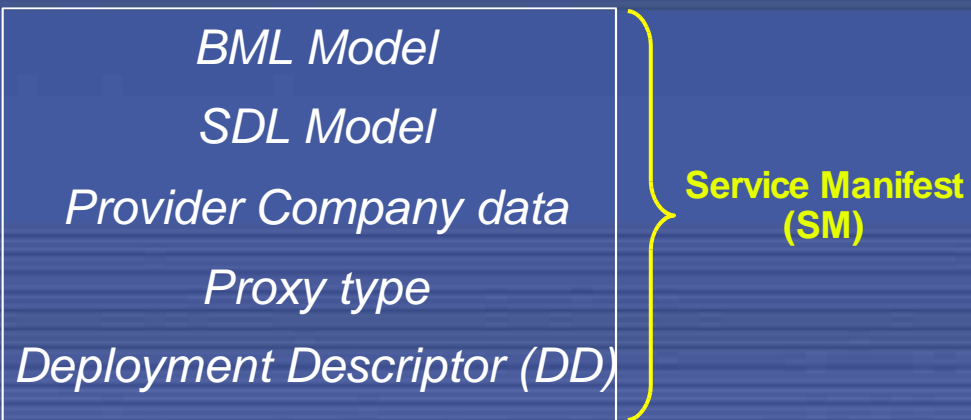 BML Model
SDL Model
Provider Company data
Proxy type
Deployment Descriptor (DD)
Service Manifest
(SM)